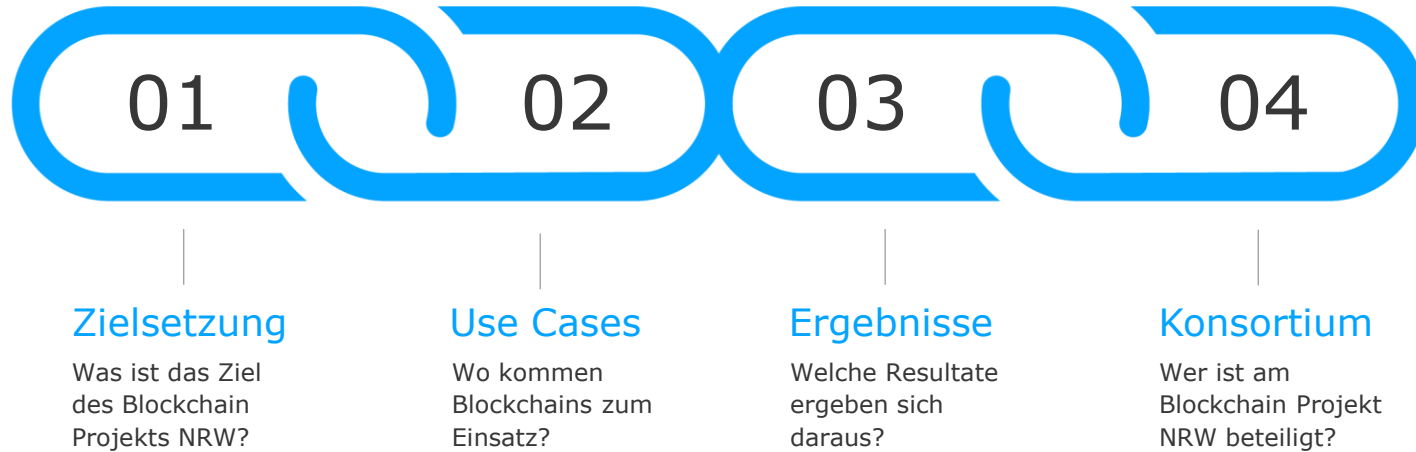 01
02
03
04
Zielsetzung
Was ist das Ziel
des Blockchain
Projekts NRW?
Use Cases
Wo kommen
Blockchains zum
Einsatz?
Ergebnisse
Welche Resultate
ergeben sich
daraus?
Konsortium
Wer ist am
Blockchain Projekt
NRW beteiligt?